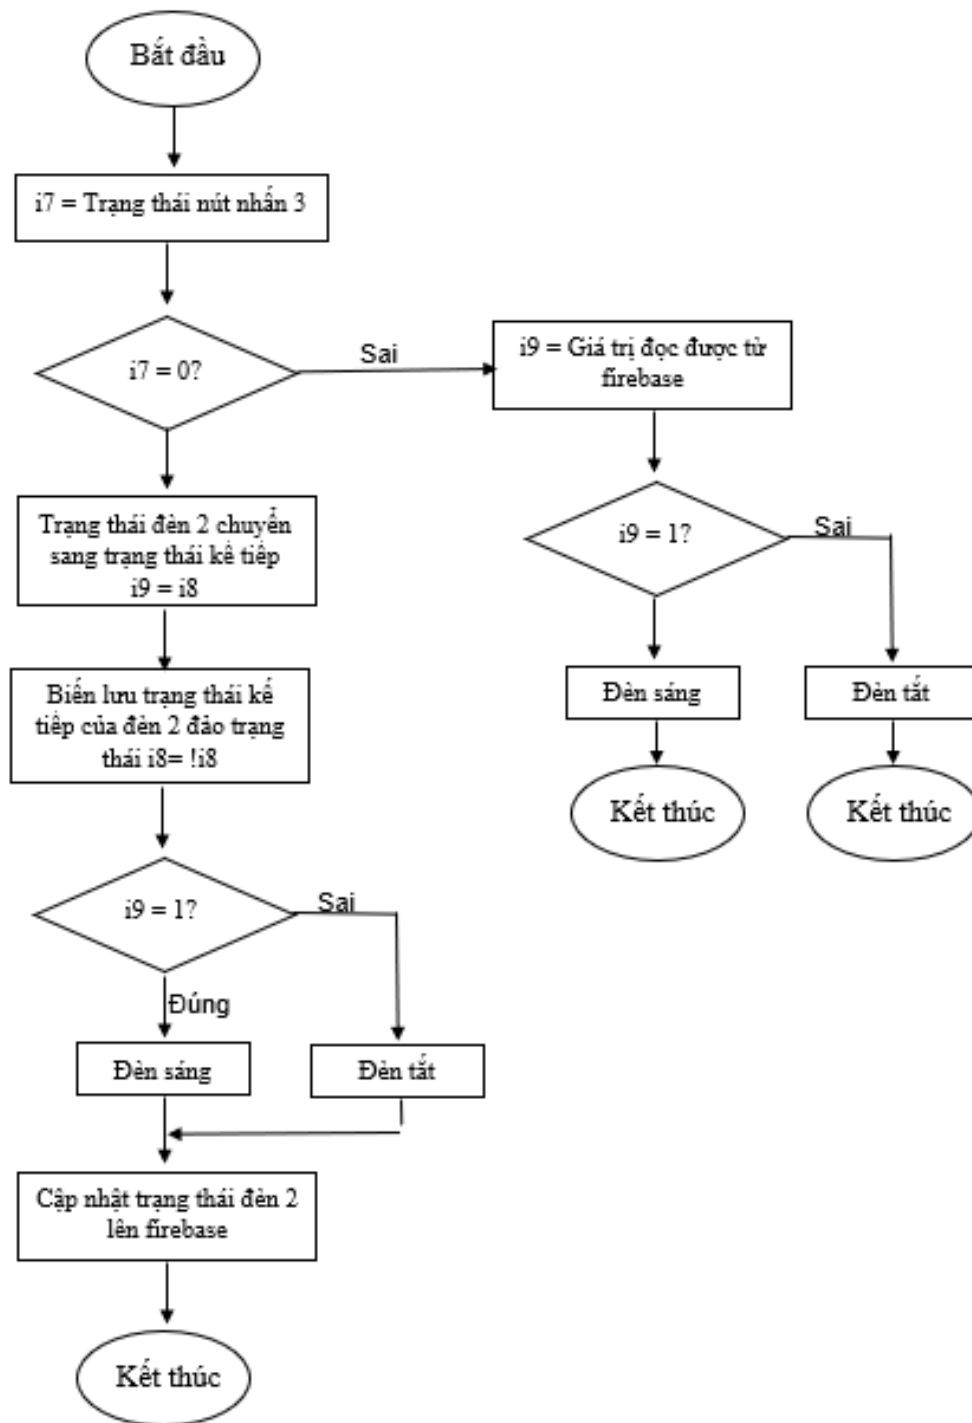 Bắt đầu
i7 = Trạng thái nút nhấn 3
i7 = 0?
Sai
i9 = Giá trị đọc được từ
firebase
Trạng thái đèn 2 chuyển
sang trạng thái kế tiếp
i9 = i8
i9 = 1?
Sai
Biến lưu trạng thái kế
tiếp của đèn 2 đảo trạng
thái i8= !i8
Đèn sáng
Đèn tắt
Kết thúc
Kết thúc
i9 = 1?
Sai
Đúng
Đèn sáng
Đèn tắt
Cập nhật trạng thái đèn 2
lên firebase
Kết thúc